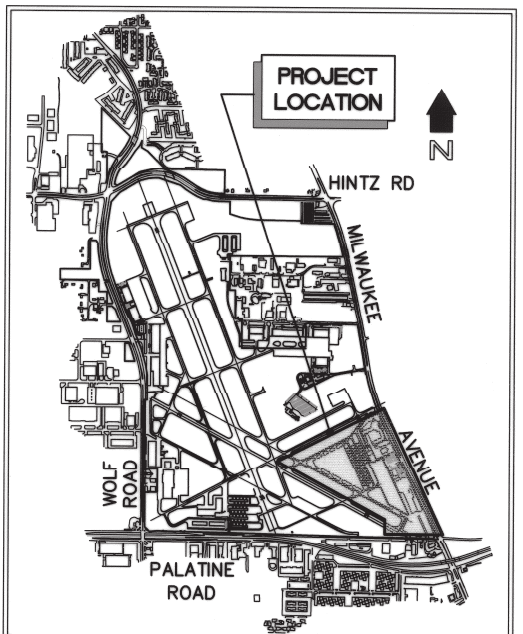 PROJECT
LOCATION
N
HINTZ RD
MILWAUKEE
AVENUE
WOLF
ROAD
PALATINE
ROAD